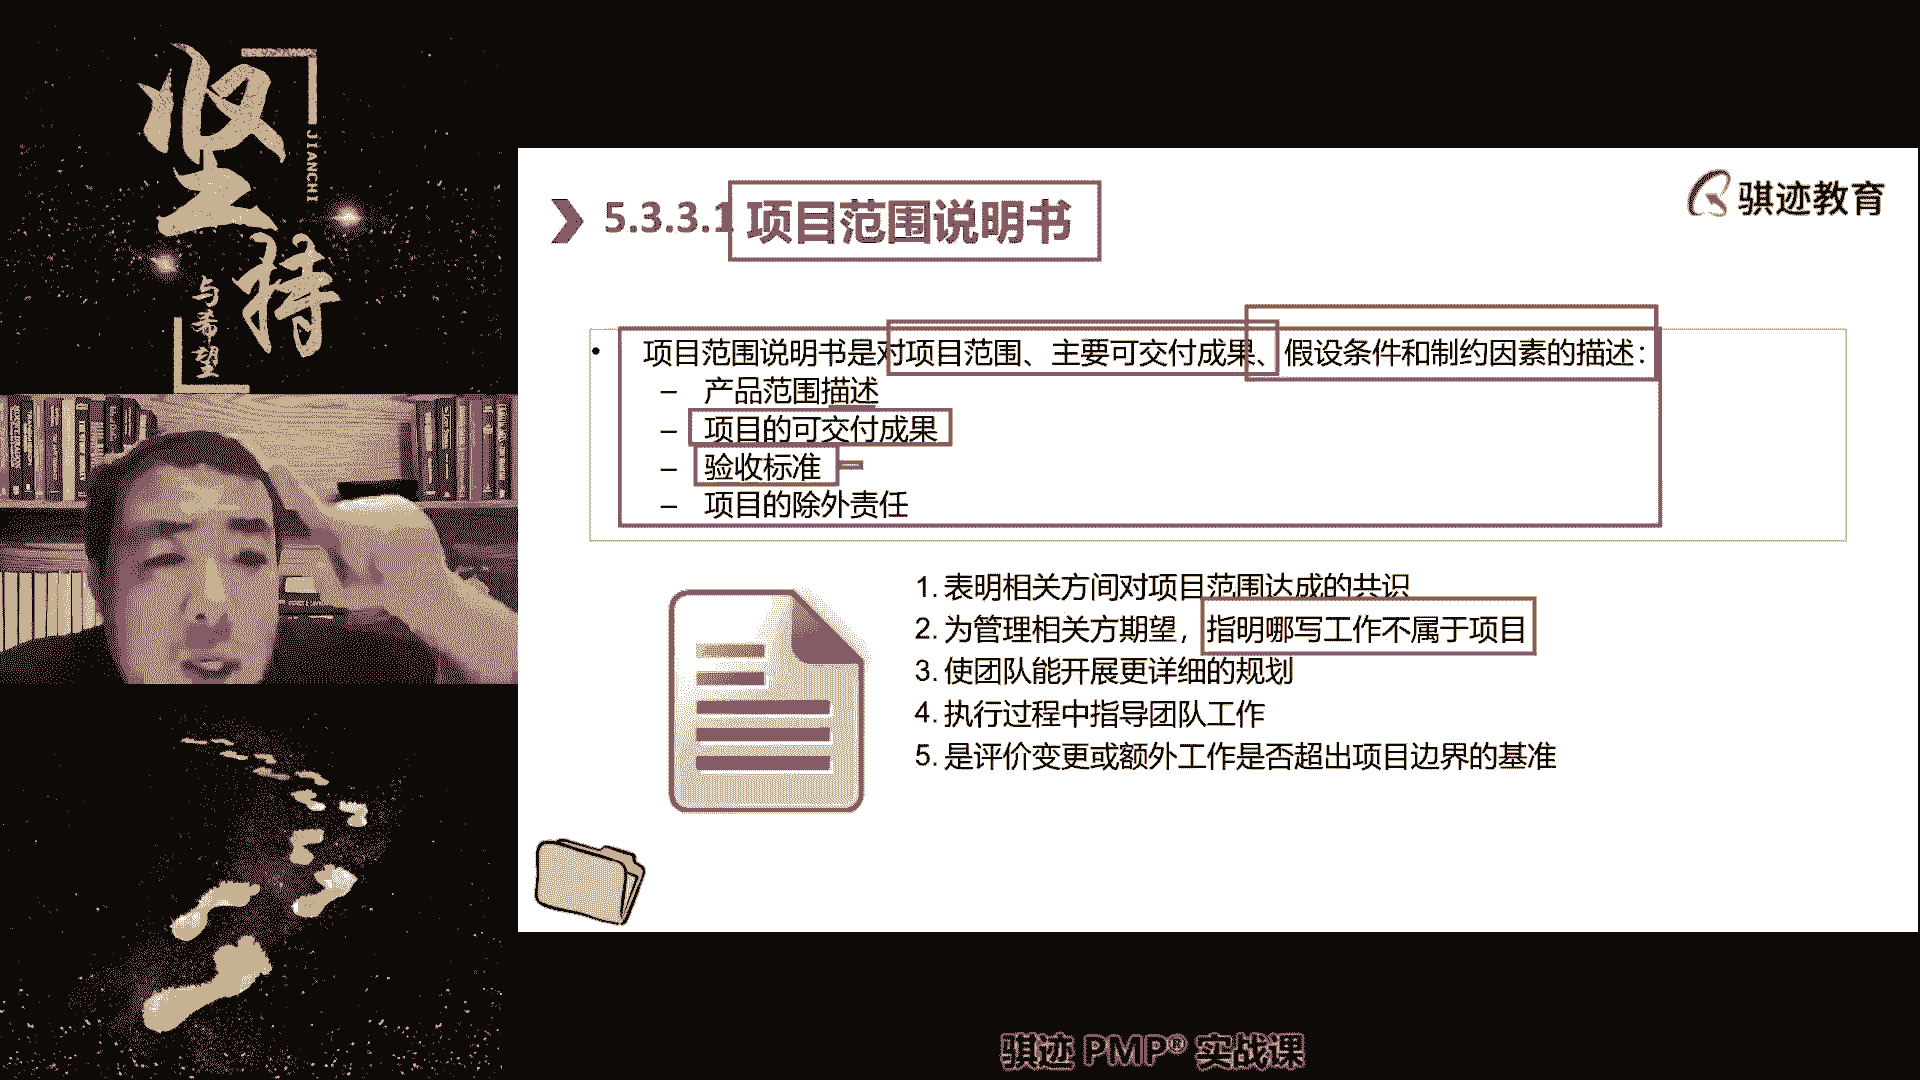 坚持
JIANCHI
与希望
5.3.3.1 项目范围说明书
骐迹教育
• 项目范围说明书是对项目范围、主要可交付成果、假设条件和制约因素的描述：
– 产品范围描述
– 项目的可交付成果
– 验收标准
– 项目的除外责任
1. 表明相关方间对项目范围达成的共识
2. 为管理相关方期望，指明哪写工作不属于项目
3. 使团队能开展更详细的规划
4. 执行过程中指导团队工作
5. 是评价变更或额外工作是否超出项目边界的基准
骐迹 PMP® 实战课